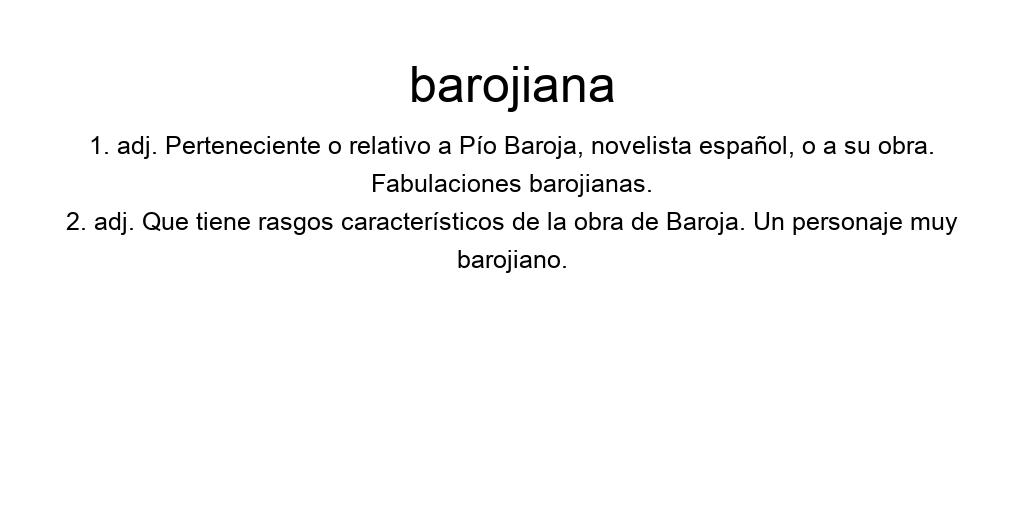 barojiana
1. adj. Perteneciente o relativo a Pío Baroja, novelista español, o a su obra.
Fabulaciones barojianas.
2. adj. Que tiene rasgos característicos de la obra de Baroja. Un personaje muy
barojiano.